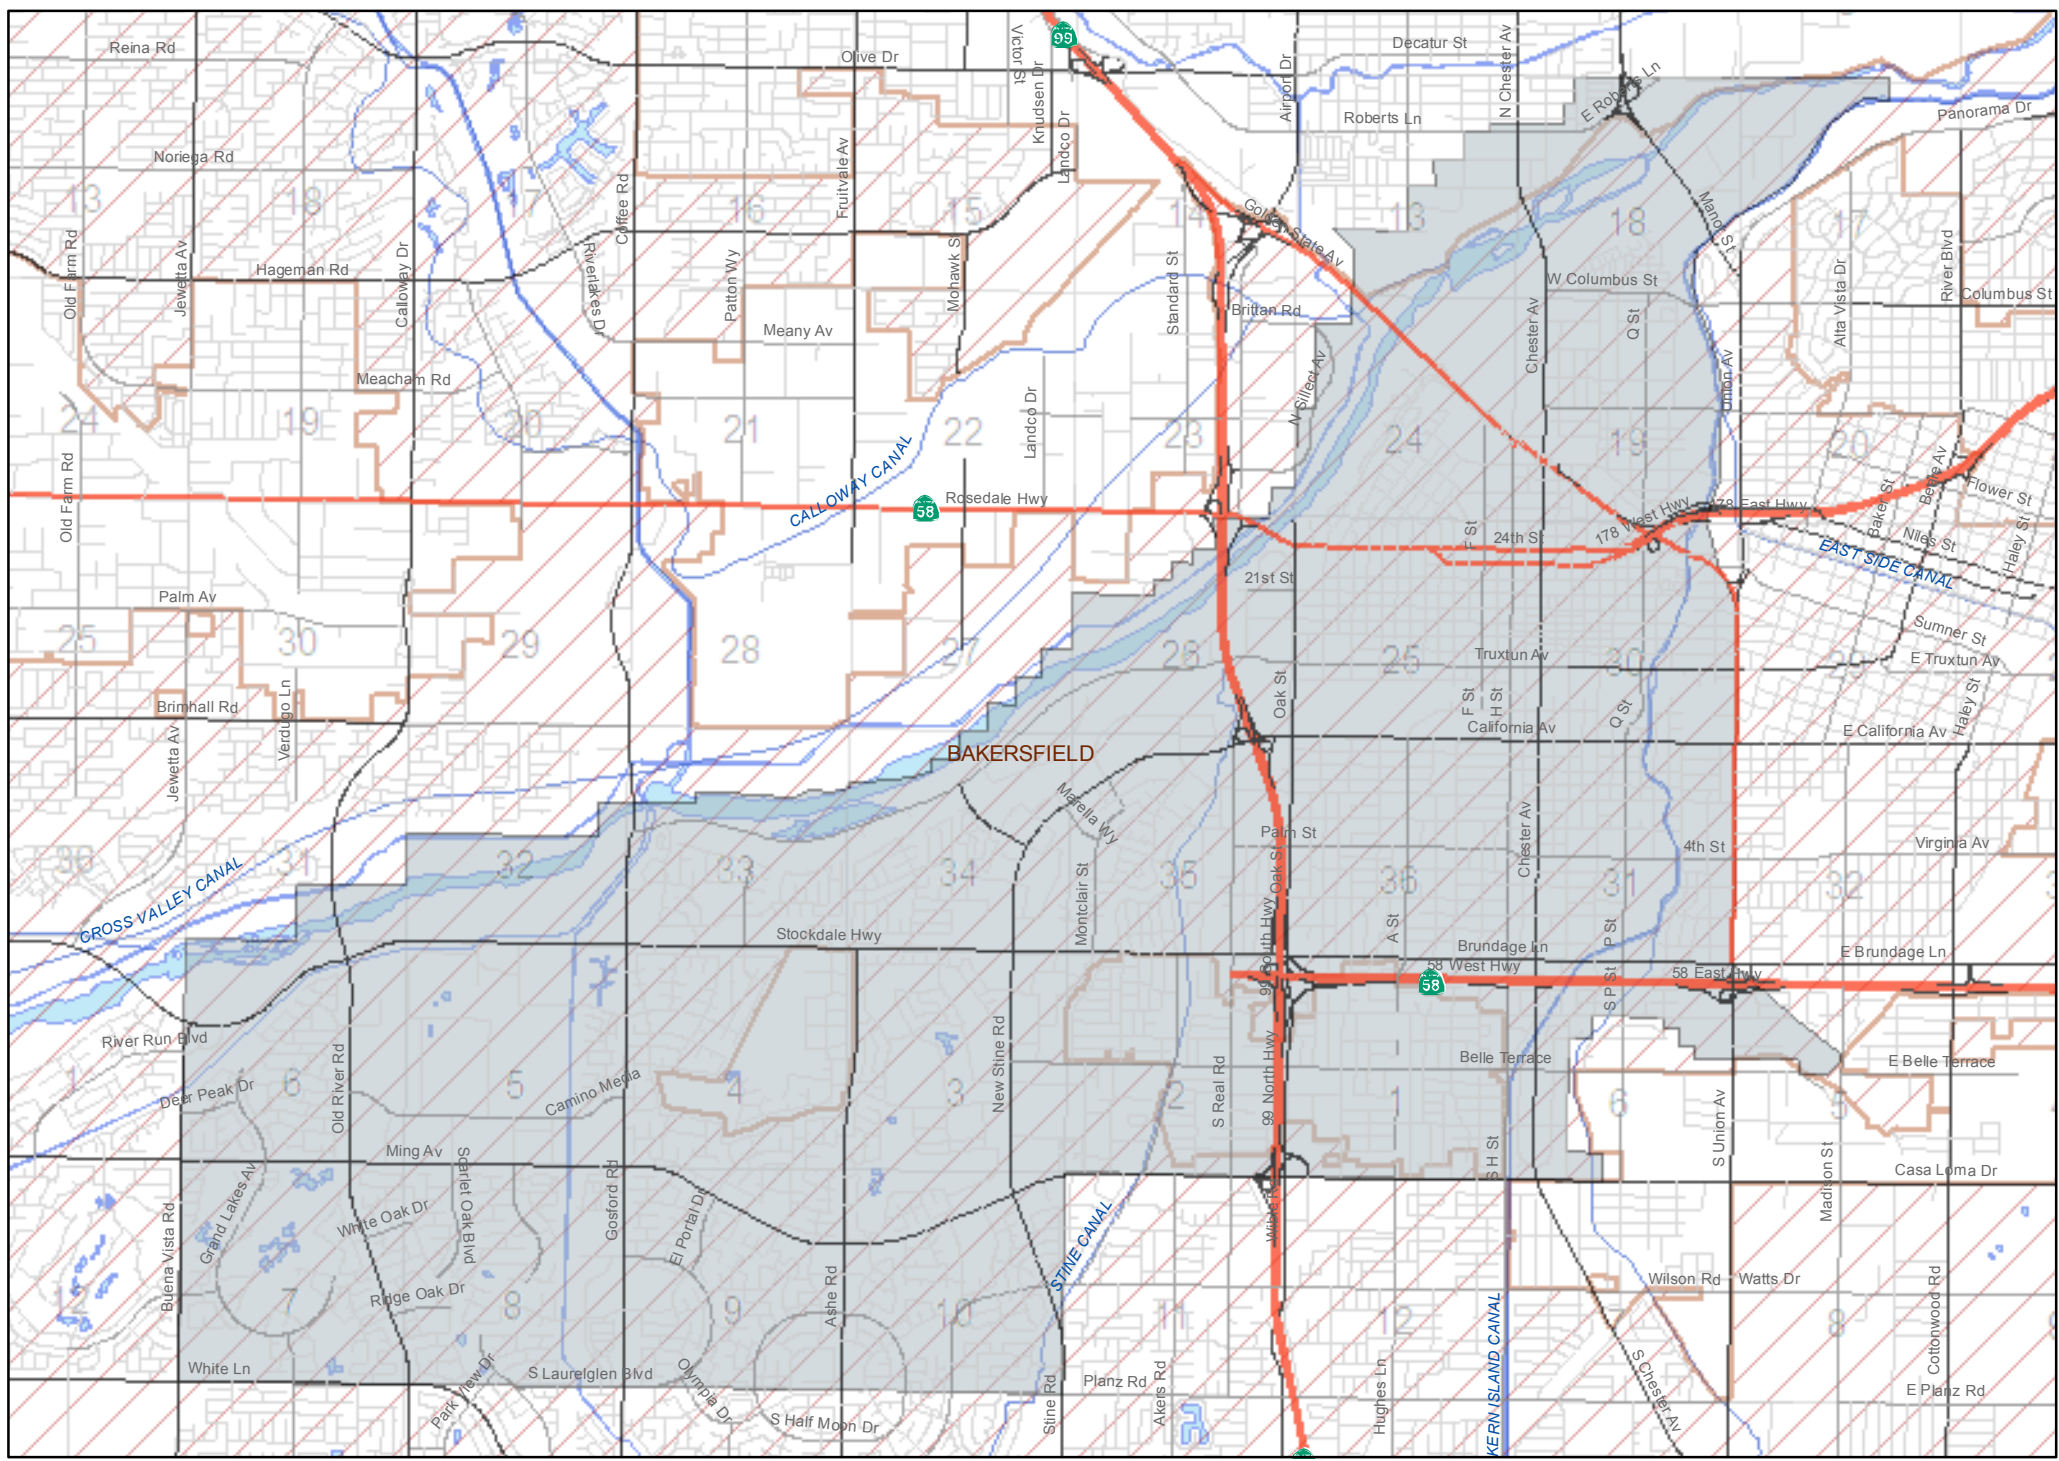 Reina Rd
Olive Dr
Victor St
Knudsen Dr
Landco Dr
99
Airport Dr
Decatur St
N Chester Av
E Roberts Ln
Roberts Ln
Panorama Dr
Noriega Rd
Fruitvale Av
Coffee Rd
13
18
17
16
15
14
13
18
17
Golden State Av
Manor St
Old Farm Rd
Jewetta Av
Hageman Rd
Calloway Dr
Riverlakes Dr
Patton Wy
Mohawk St
Standard St
Brittan Rd
W Columbus St
Columbus St
River Blvd
Alta Vista Dr
Meany Av
Q St
Chester Av
Union Av
Meacham Rd
W Sillect Av
24
19
20
21
22
23
24
19
20
Landco Dr
CALLOWAY CANAL
Old Farm Rd
58
Rosedale Hwy
F St
24th St
178 West Hwy
178 East Hwy
Baker St
Beale Av
Flower St
Niles St
Haley St
EAST SIDE CANAL
21st St
Palm Av
25
30
29
28
27
26
25
30
29
Sumner St
E Truxtun Av
Truxtun Av
Oak St
F St
H St
Q St
Haley St
Brimhall Rd
Verdugo Ln
Jewetta Av
California Av
E California Av
BAKERSFIELD
Marella Wy
Palm St
Chester Av
4th St
Virginia Av
36
31
32
33
34
35
36
31
32
CROSS VALLEY CANAL
Montclair St
Oak St
A St
P St
Stockdale Hwy
Brundage Ln
E Brundage Ln
99 South Hwy
58 West Hwy
58
58 East Hwy
S P St
River Run Blvd
Old River Rd
New Stine Rd
S Real Rd
99 North Hwy
Belle Terrace
E Belle Terrace
1
6
5
4
3
2
1
6
5
Deer Peak Dr
Camino Media
Ming Av
Scarlet Oak Blvd
Gosford Rd
S H St
S Union Av
Madison St
Casa Loma Dr
Buena Vista Rd
Grand Lakes Av
White Oak Dr
El Portal Dr
Wible Rd
STINE CANAL
Ridge Oak Dr
Ashe Rd
Wilson Rd
Watts Dr
12
7
8
9
10
11
12
8
KERN ISLAND CANAL
Cottonwood Rd
White Ln
Park View Dr
S Laurelglen Blvd
Olympia Dr
S Half Moon Dr
Stine Rd
Planz Rd
Akers Rd
Hughes Ln
S Chester Av
E Planz Rd